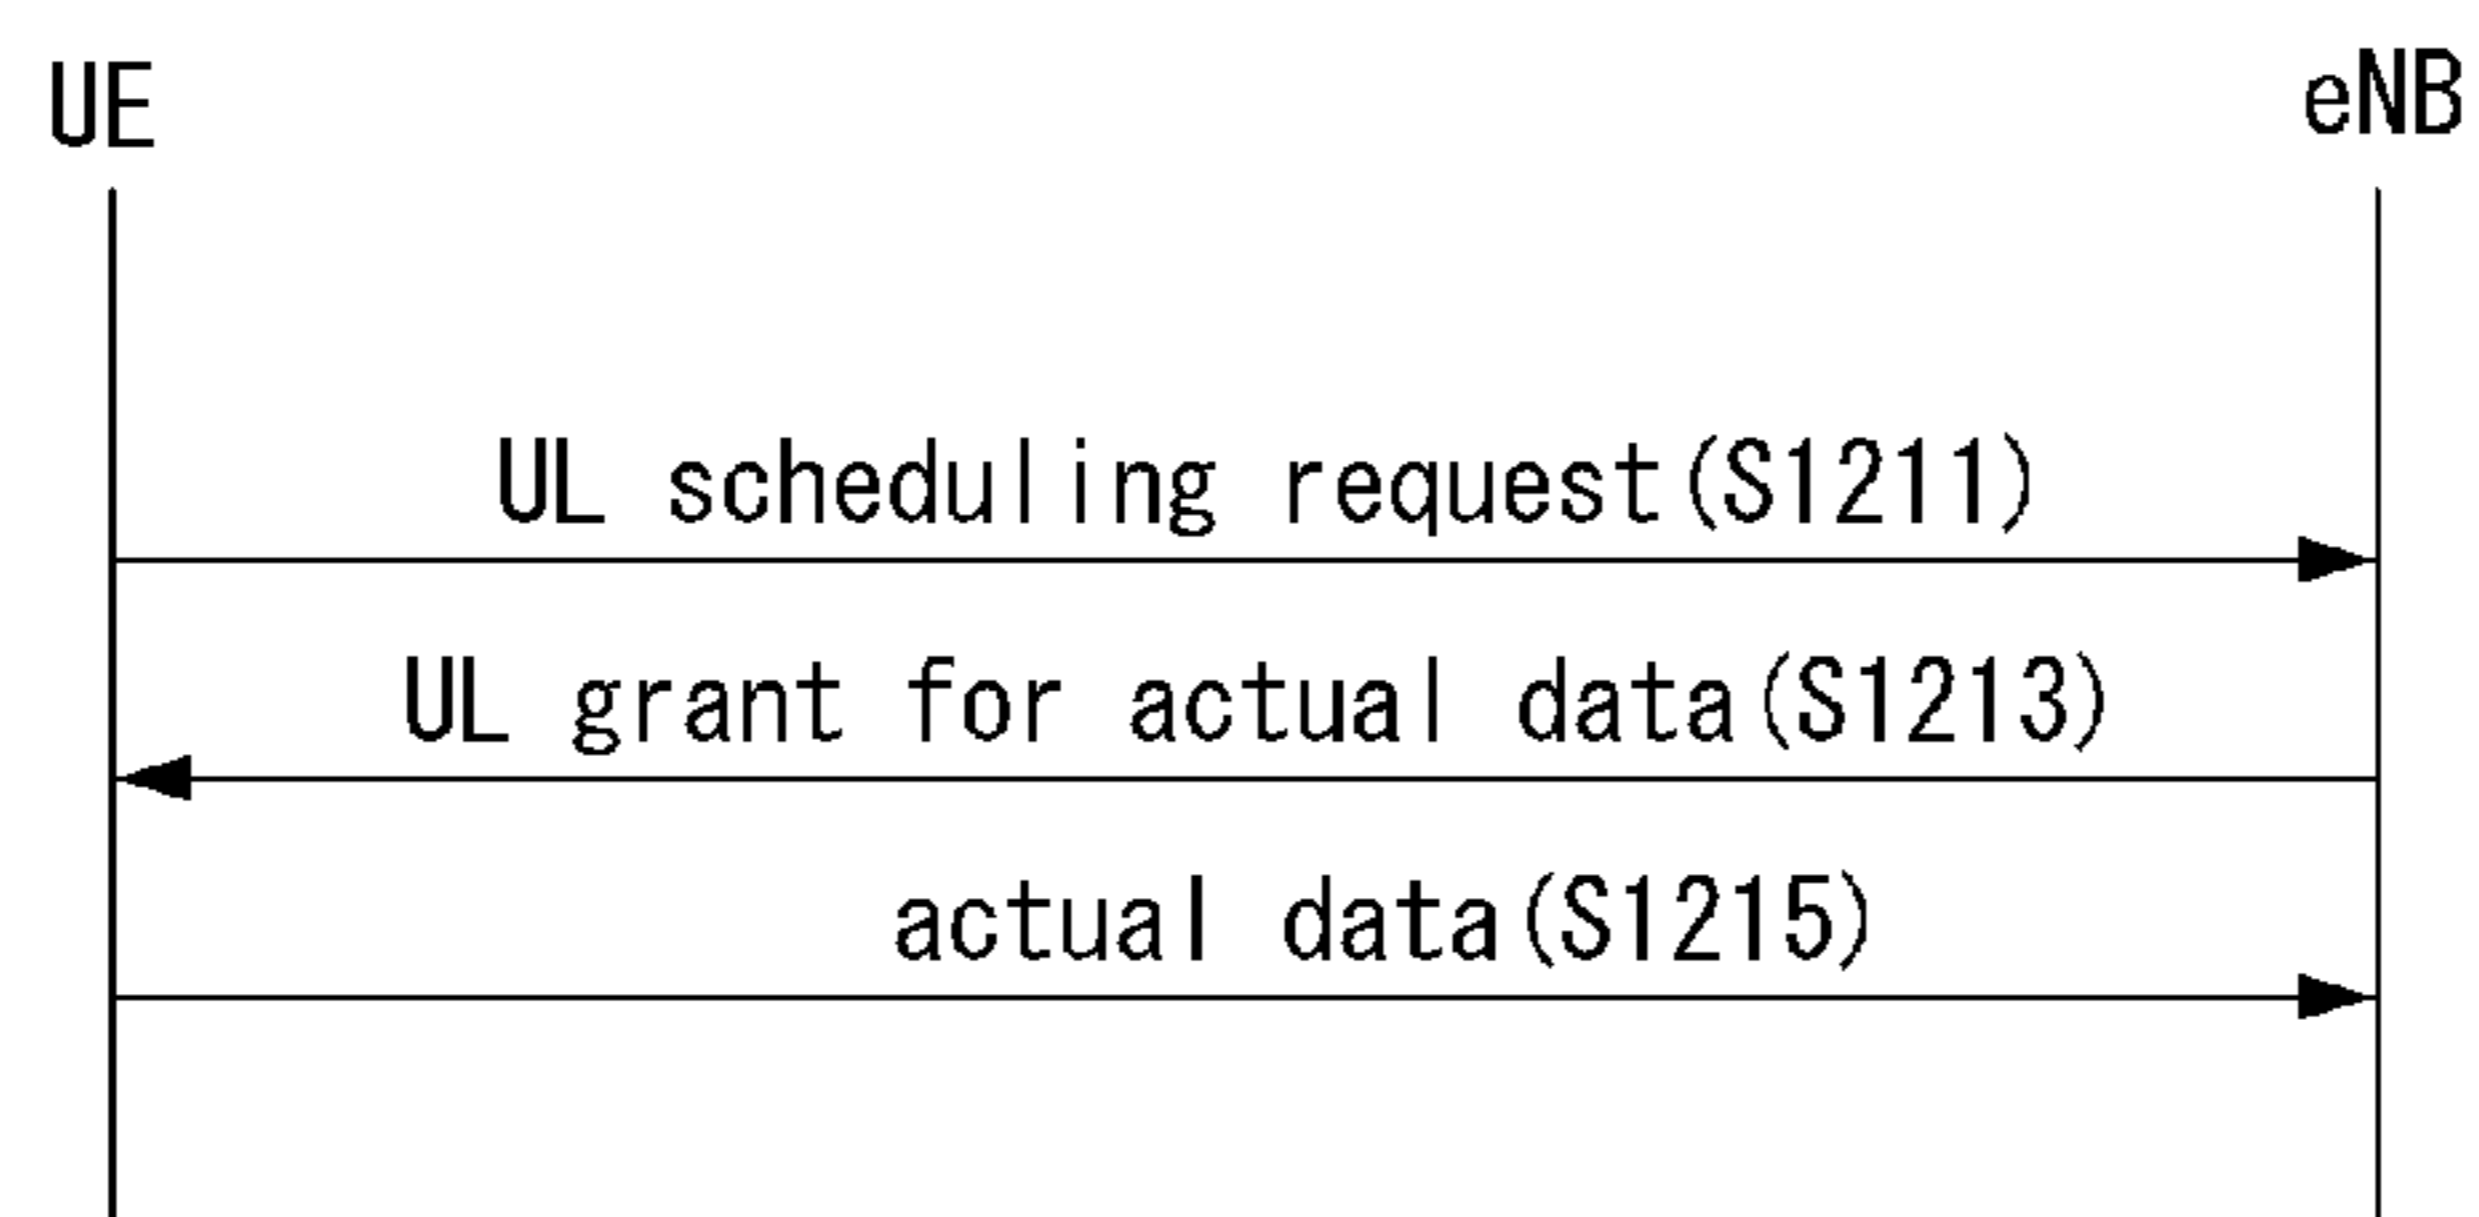 UE
eNB
UL scheduling request(S1211)
UL grant for actual data(S1213)
actual data(S1215)